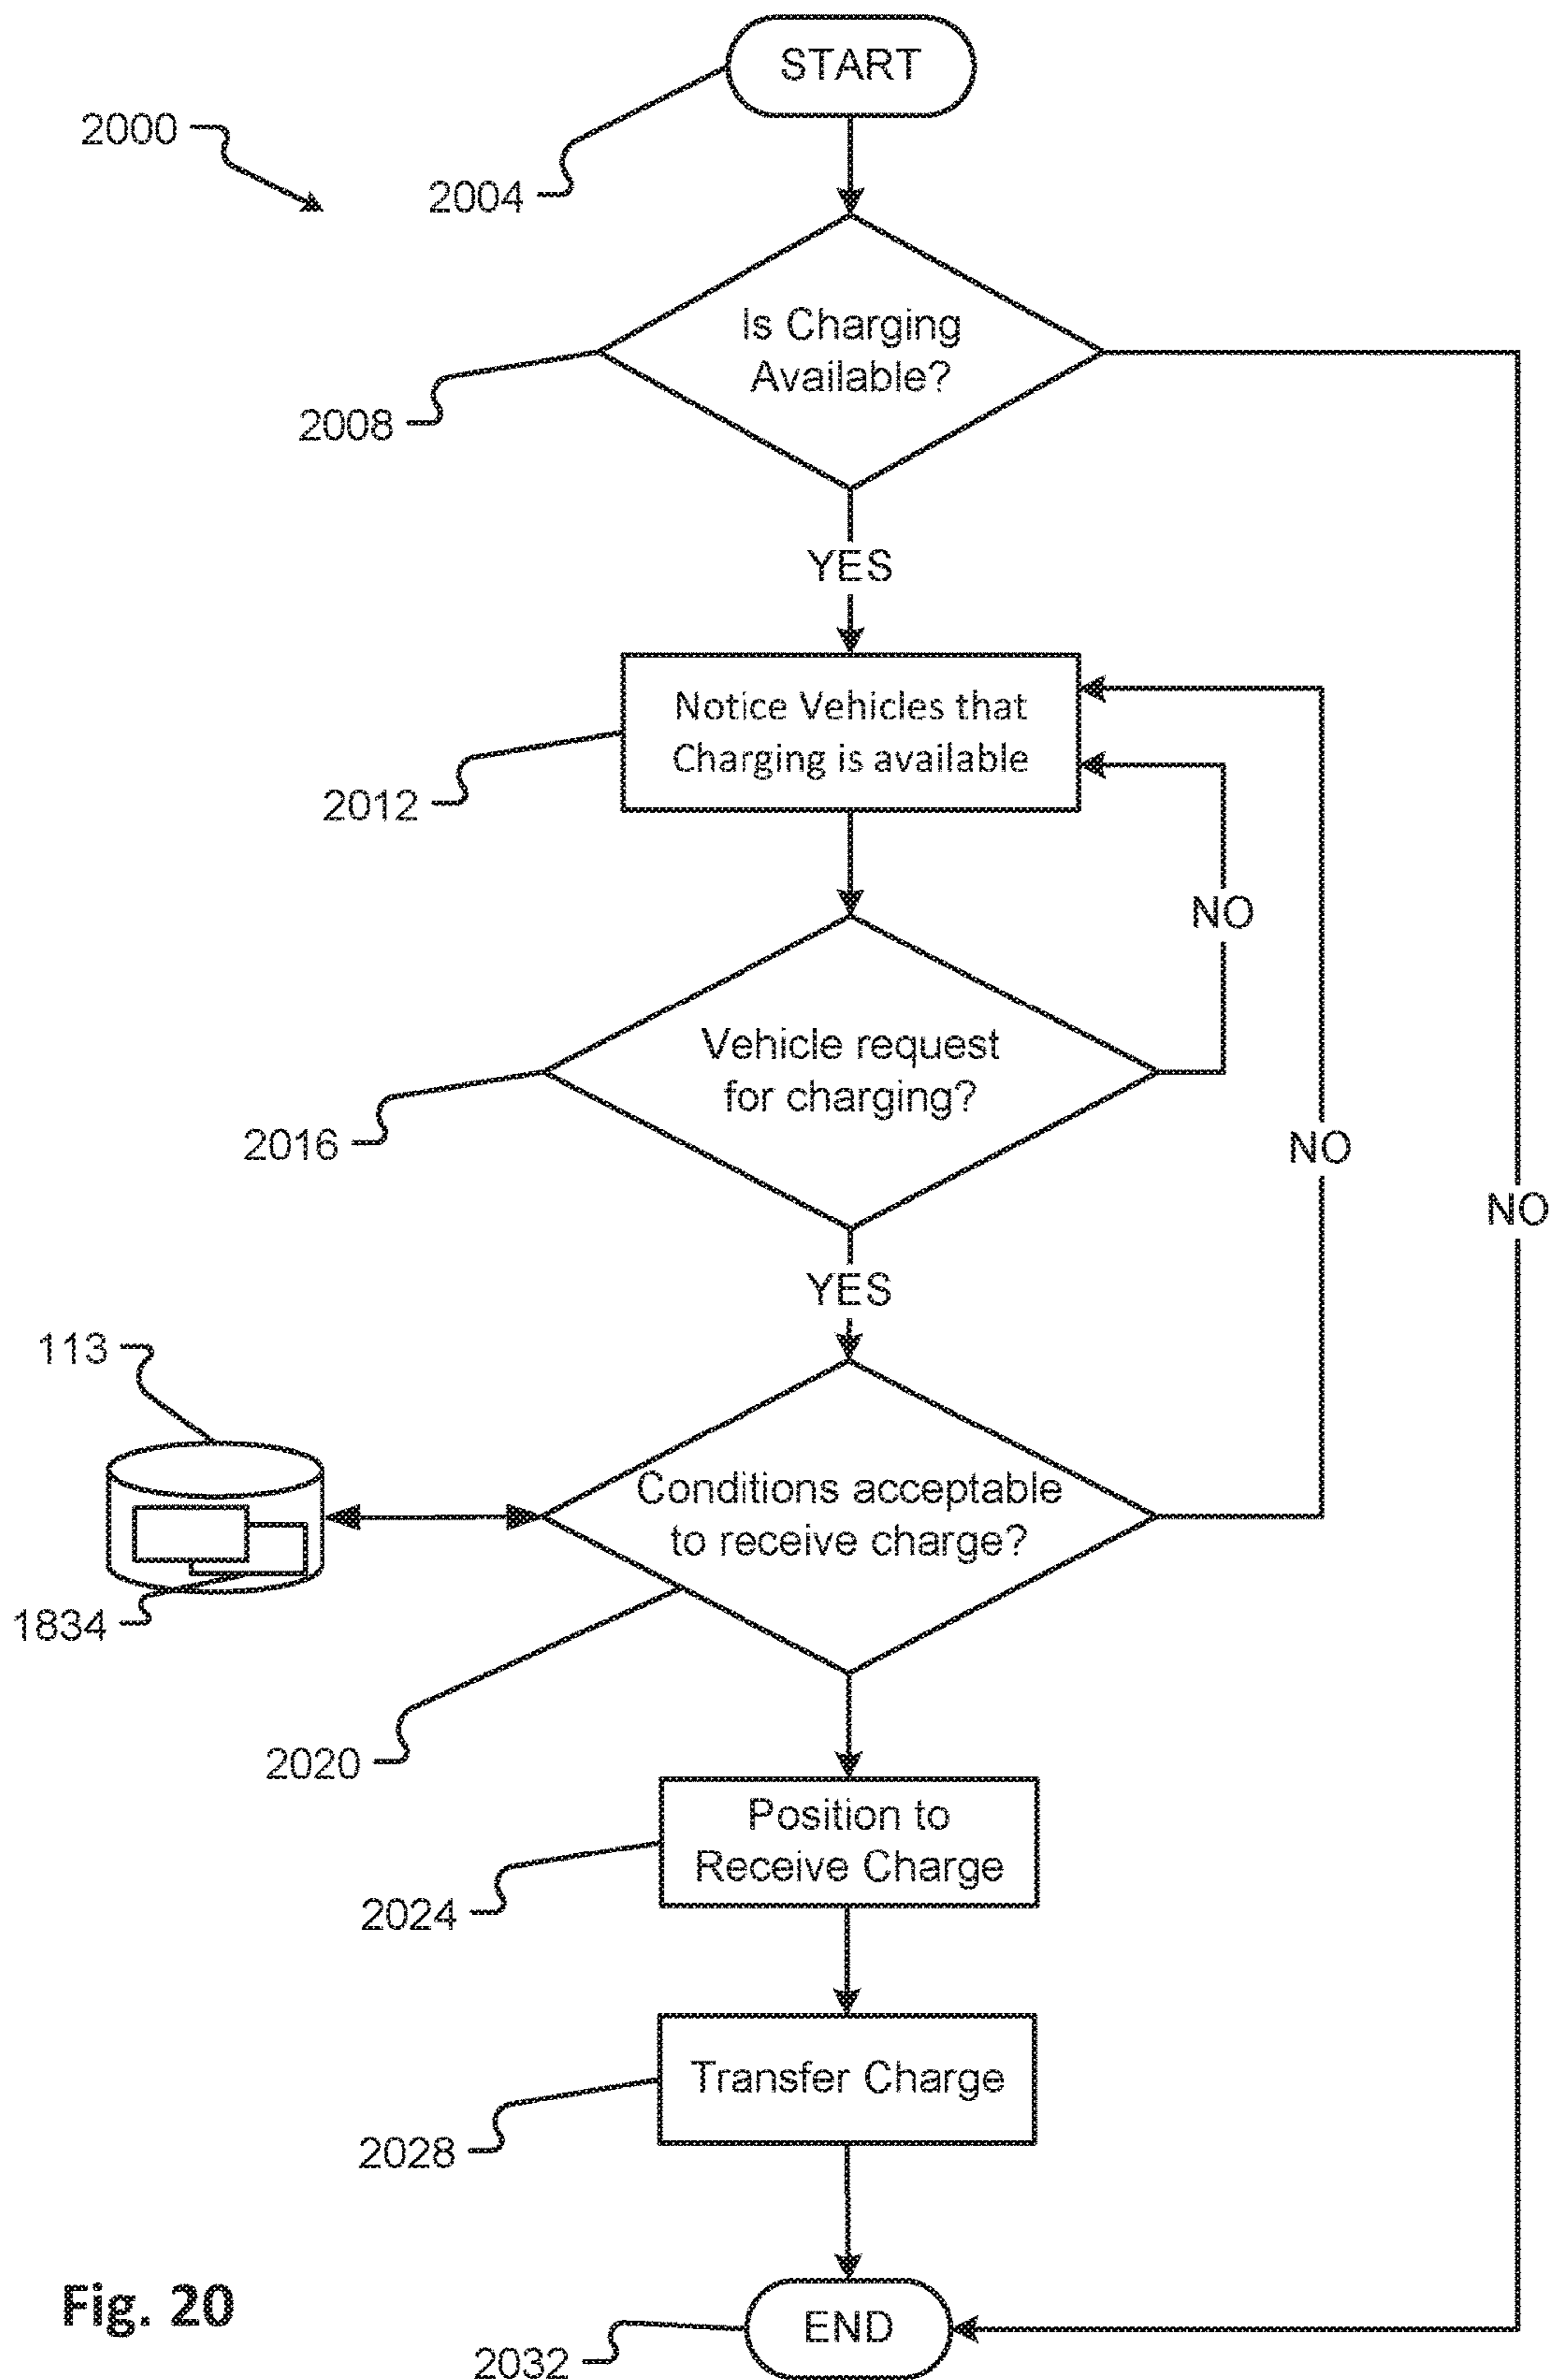 START
2000
2004
Is Charging
Available?
2008
YES
Notice Vehicles that
Charging is available
2012
NO
Vehicle request
for charging?
2016
NO
NO
YES
113
Conditions acceptable
to receive charge?
1834
2020
Position to
Receive Charge
2024
Transfer Charge
2028
Fig. 20
END
2032